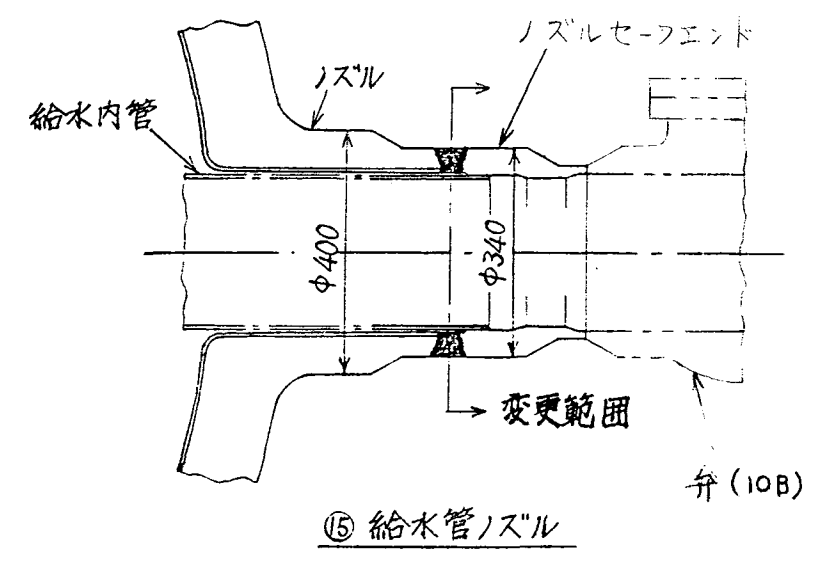 ノズルセーフエンド
ノズル
給水内管
φ400
φ340
変更範囲
弁(10B)
⑮ 給水管ノズル